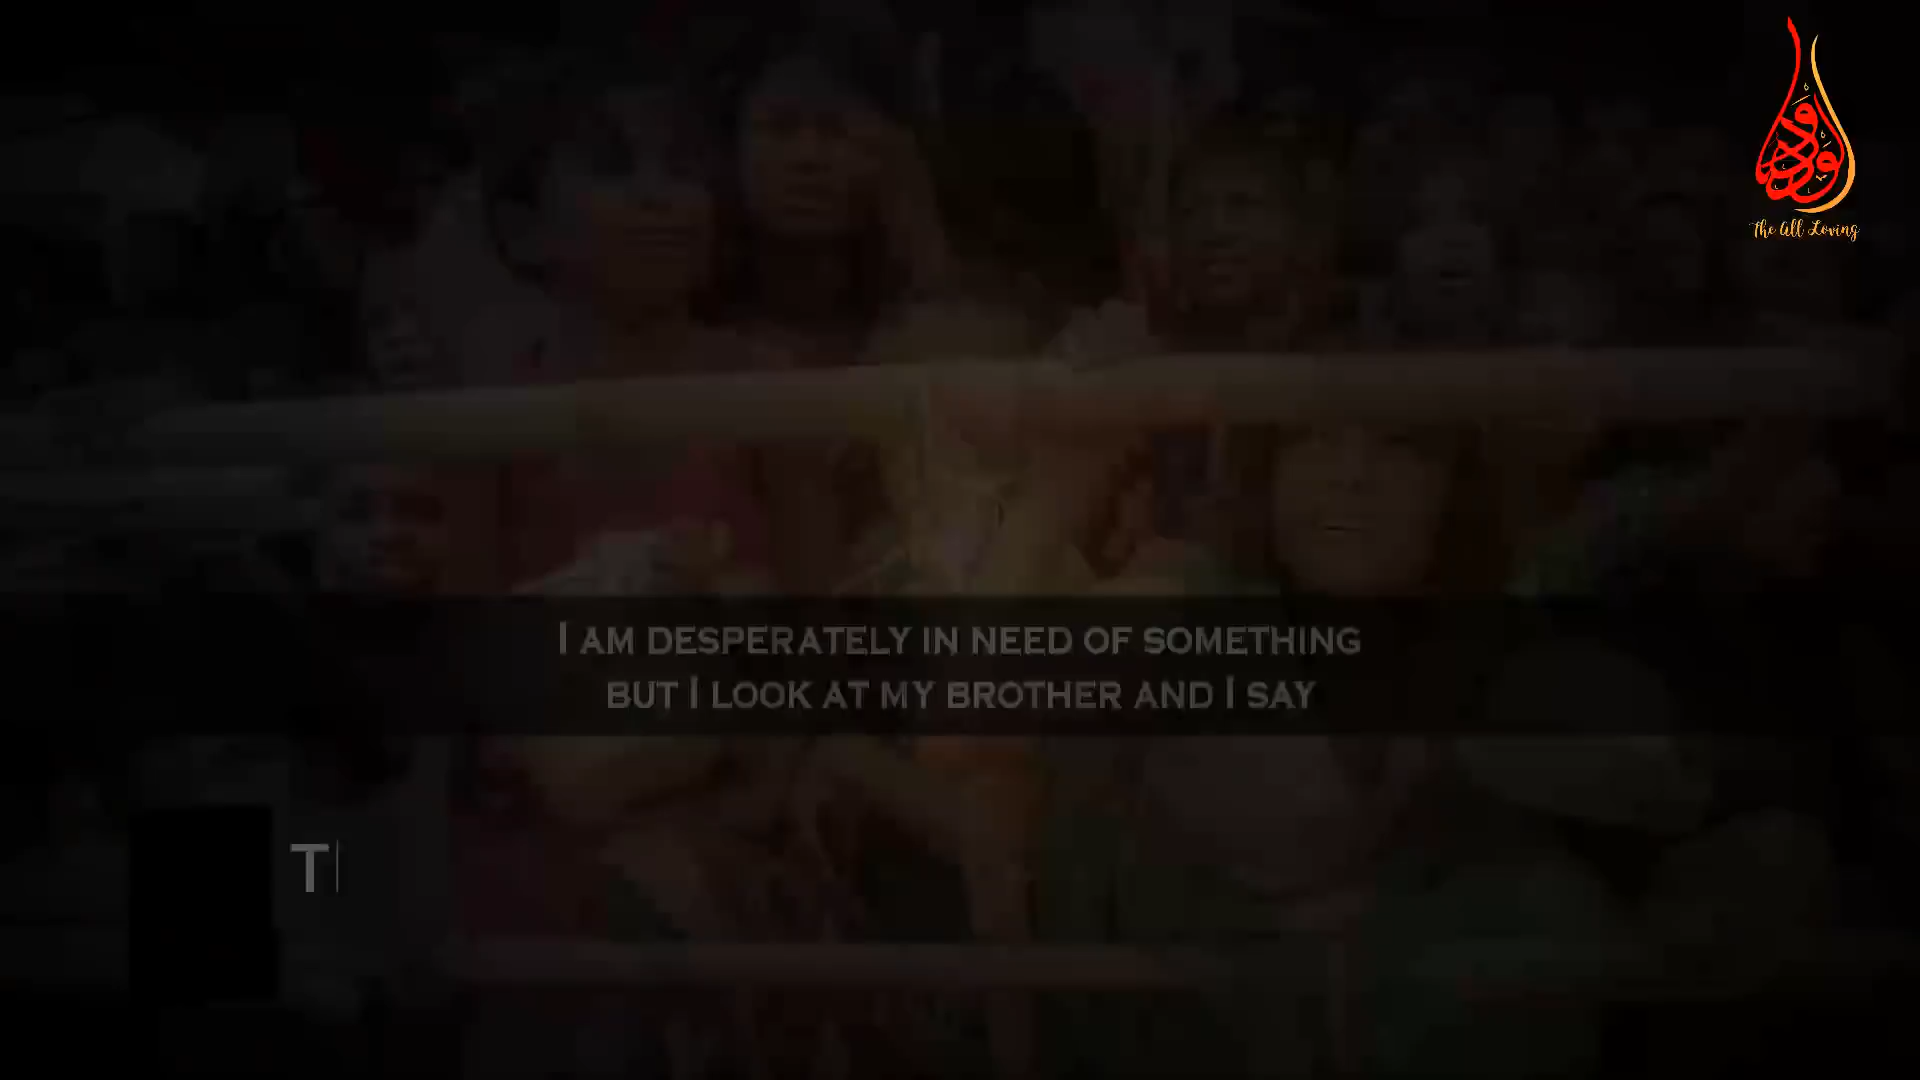 The All Loving
I AM DESPERATELY IN NEED OF SOMETHING
BUT I LOOK AT MY BROTHER AND I SAY
T